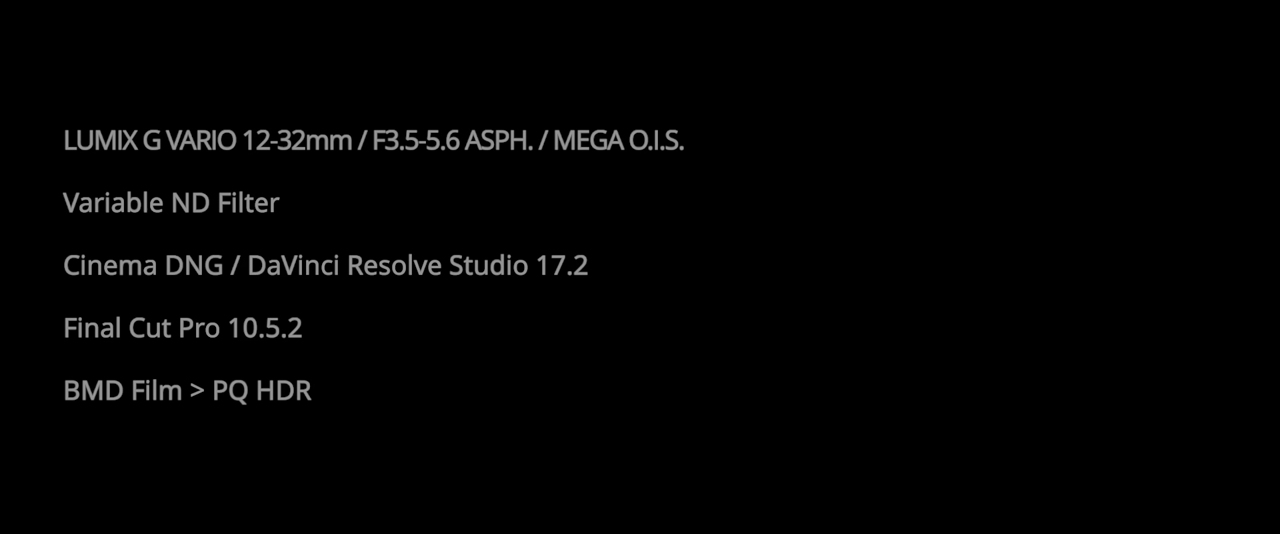 LUMIX G VARIO 12-32mm / F3.5-5.6 ASPH. / MEGA O.I.S.
Variable ND Filter
Cinema DNG / DaVinci Resolve Studio 17.2
Final Cut Pro 10.5.2
BMD Film > PQ HDR